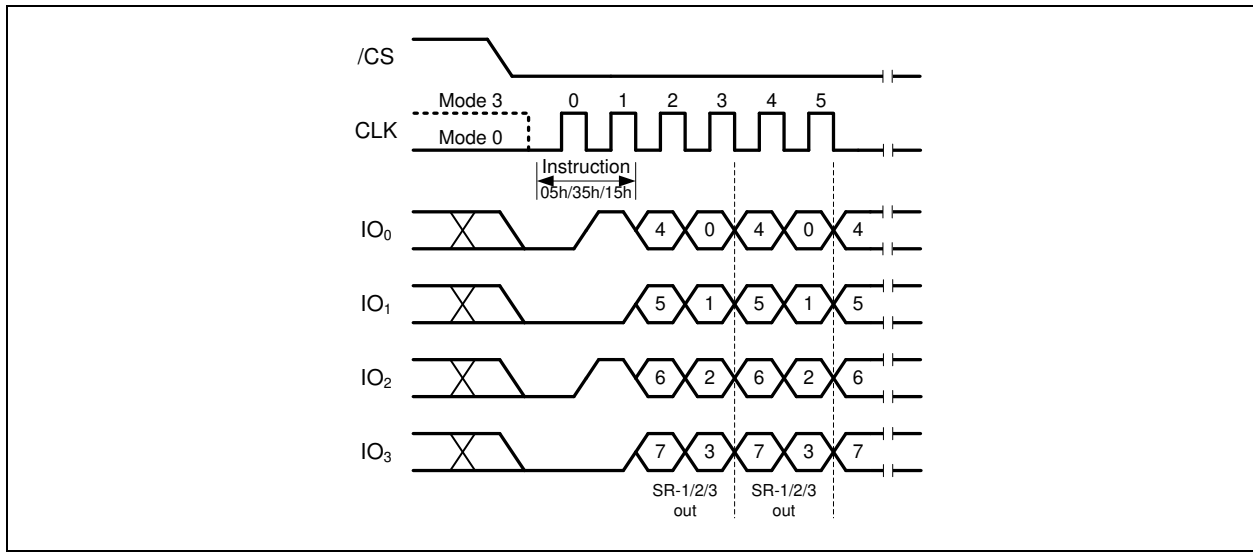 /CS
Mode 3 0 1 2 3 4 5
CLK
Mode 0
Instruction
05h/35h/15h
IO₀ 4 0 4 0 4
IO₁ 5 1 5 1 5
IO₂ 6 2 6 2 6
IO₃ 7 3 7 3 7
SR-1/2/3 SR-1/2/3
out out